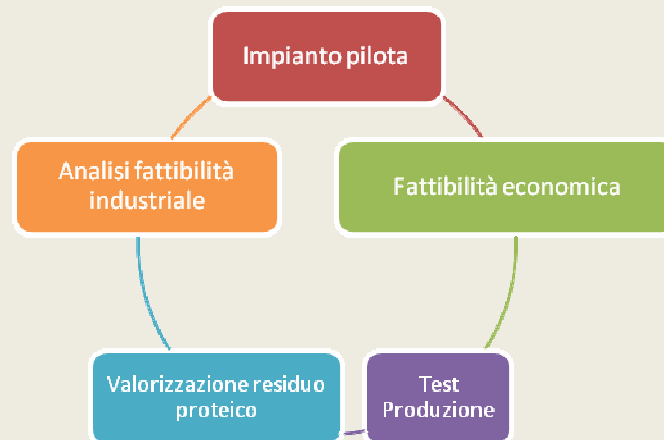 Impianto pilota
Analisi fattibilità
industriale
Fattibilità economica
Valorizzazione residuo
proteico
Test
Produzione